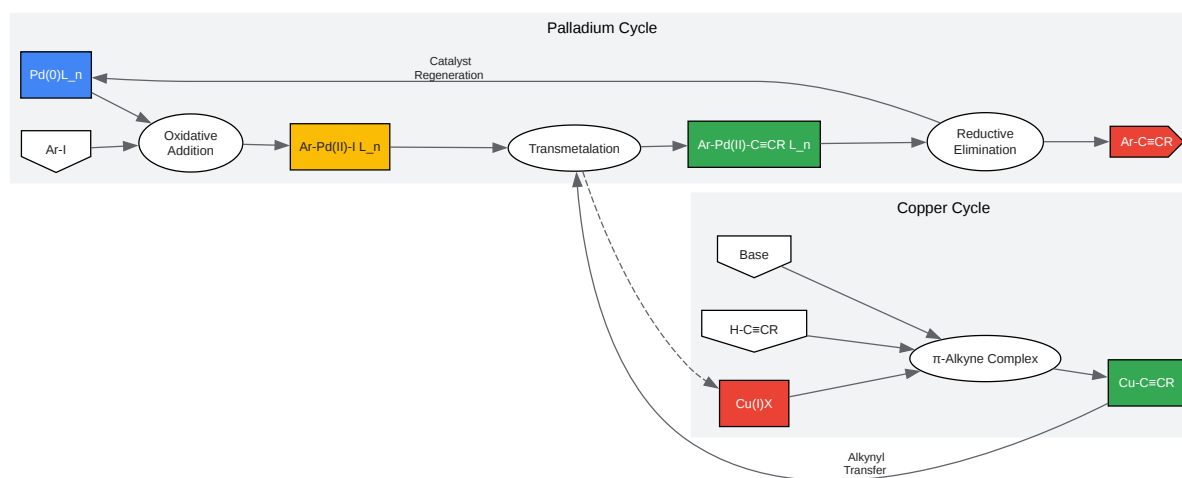 Palladium Cycle
Pd(0)L_n
Catalyst
Regeneration
Ar-I
Oxidative
Addition
Ar-Pd(II)-I L_n
Transmetalation
Ar-Pd(II)-C≡CR L_n
Reductive
Elimination
Ar-C≡CR
Copper Cycle
Base
H-C≡CR
π-Alkyne Complex
Cu(I)X
Cu-C≡CR
Alkynyl
Transfer